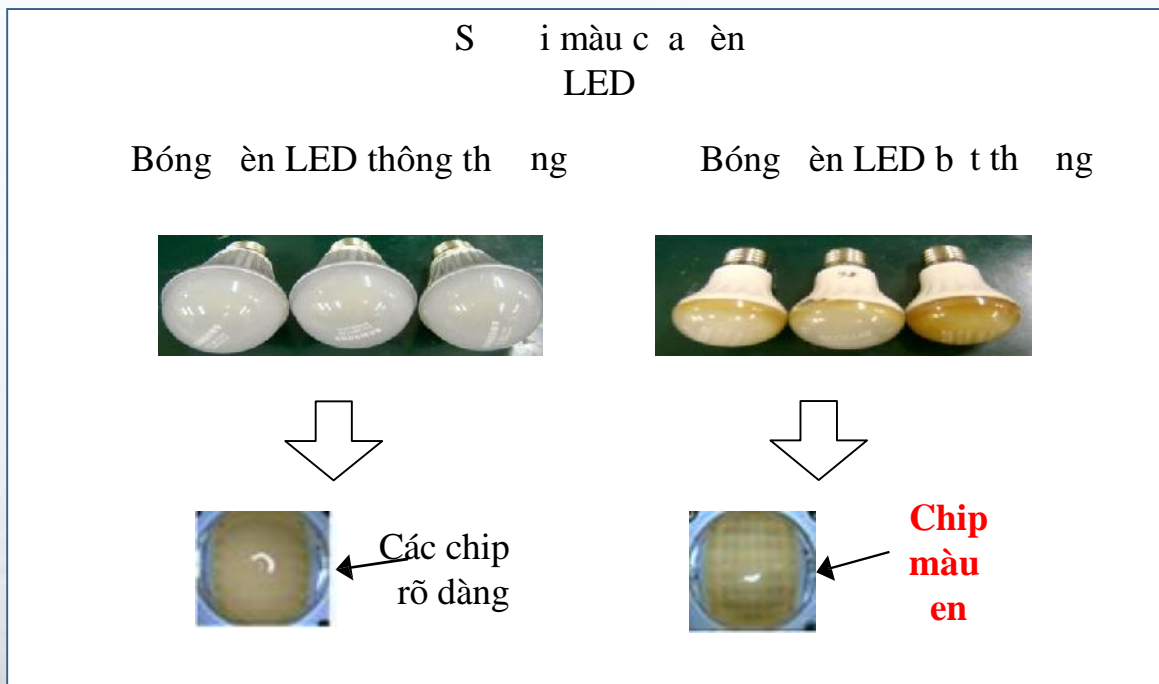 S i màu c a èn
LED
Bóng èn LED thông th ng
Bóng èn LED b t th ng
Các chip
rõ dàng
Chip
màu
en